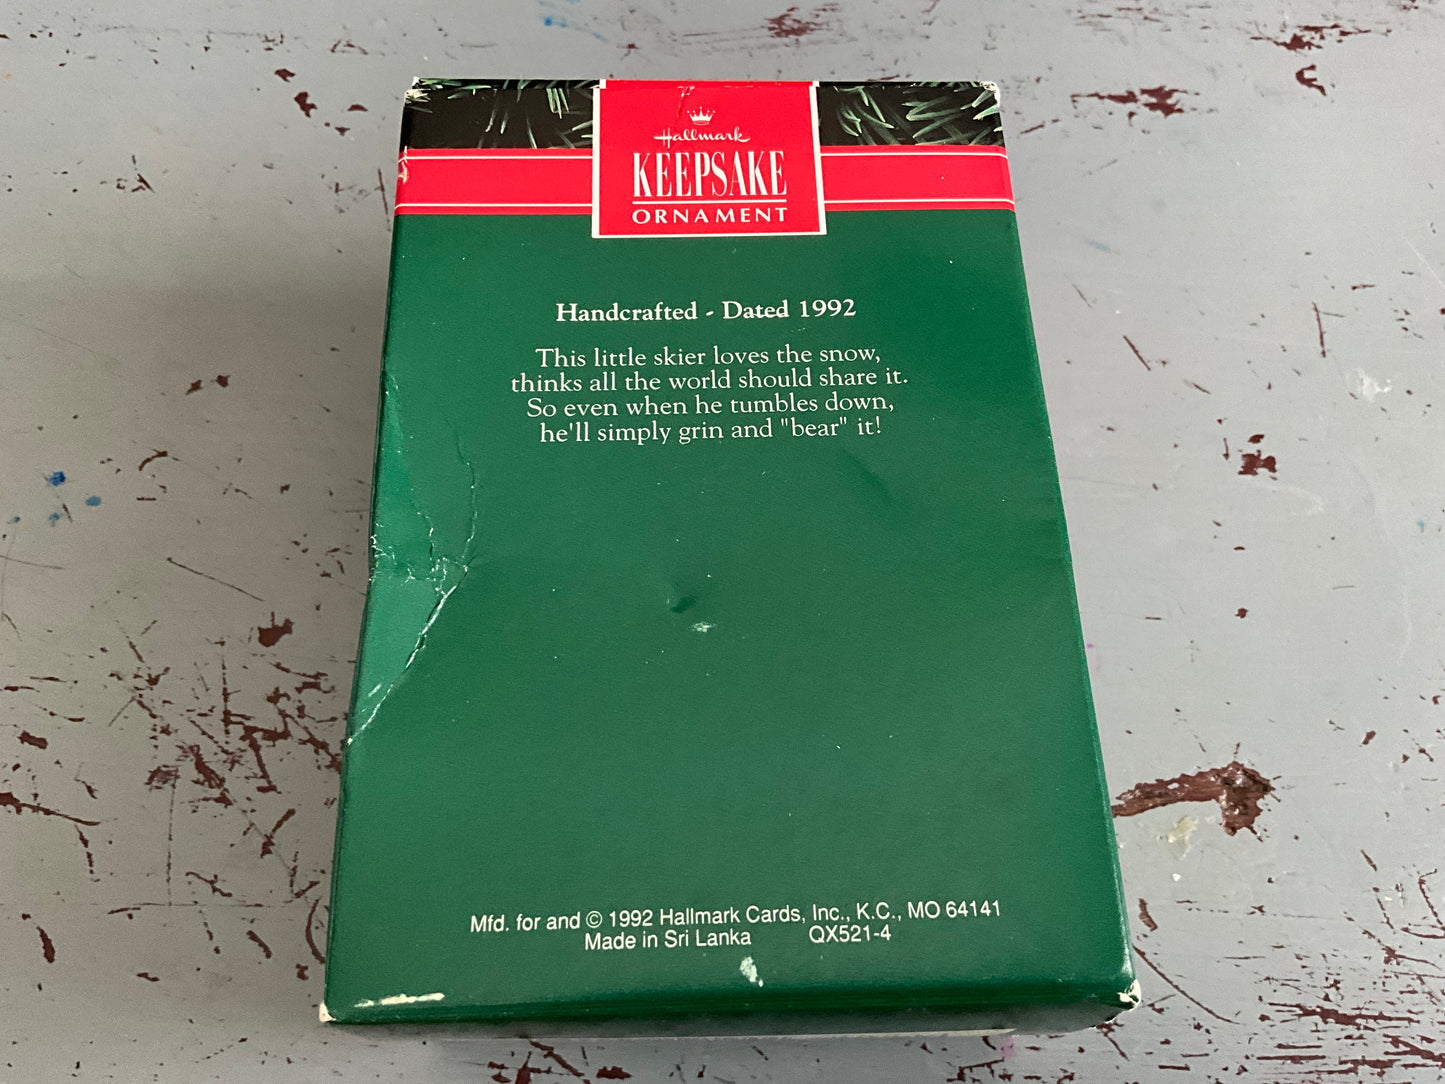 Hallmark
KEEPSAKE
ORNAMENT
Handcrafted - Dated 1992
This little skier loves the snow,
thinks all the world should share it.
So even when he tumbles down,
he'll simply grin and "bear" it!
Mfd. for and © 1992 Hallmark Cards, Inc., K.C., MO 64141
Made in Sri Lanka QX521-4